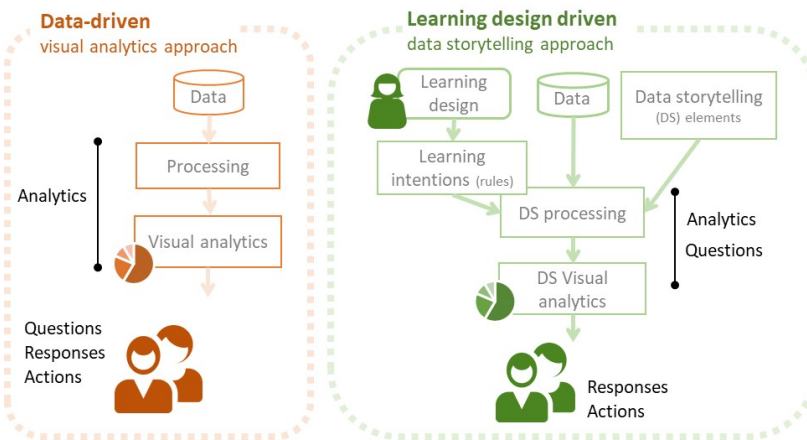 Data-driven
visual analytics approach
Data
Processing
Analytics
Visual analytics
Questions
Responses
Actions
Learning design driven
data storytelling approach
Learning
design
Data
Data storytelling
(DS) elements
Learning
intentions (rules)
DS processing
Analytics
Questions
DS Visual
analytics
Responses
Actions